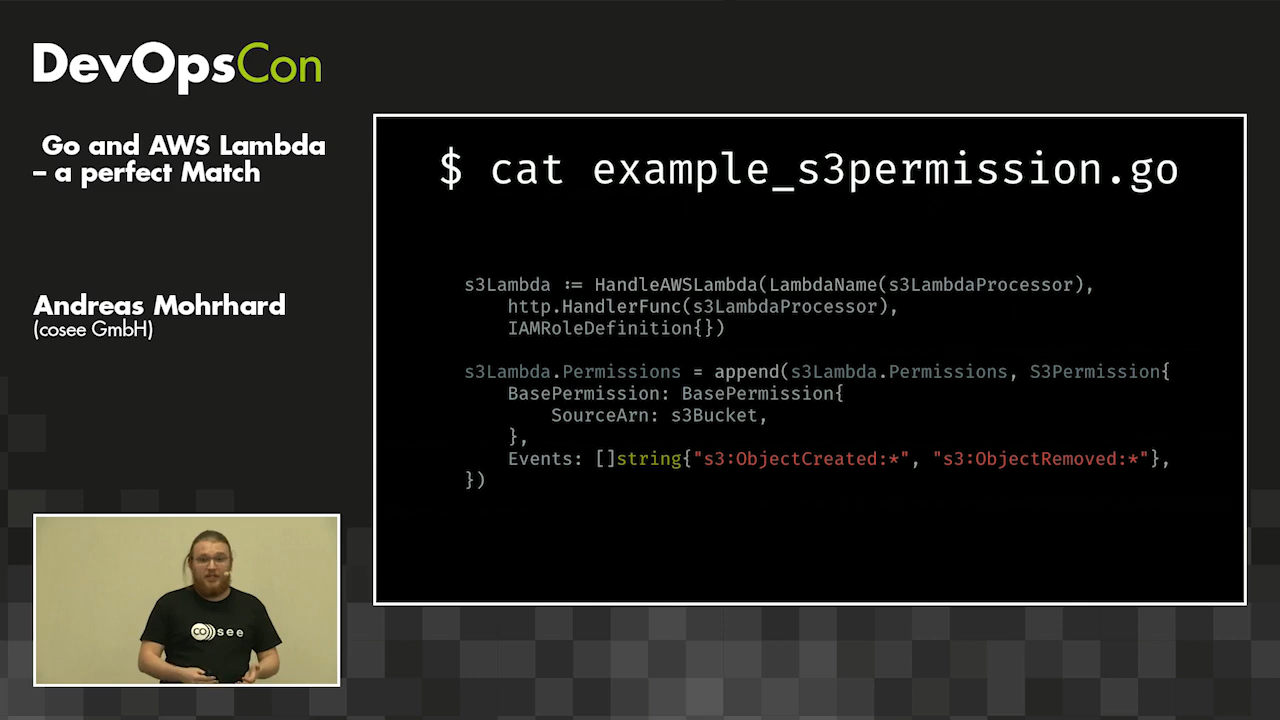 DevOpsCon
Go and AWS Lambda
– a perfect Match
Andreas Mohrhard
(cosee GmbH)
$ cat example_s3permission.go
s3Lambda := HandleAWSLambda(LambdaName(s3LambdaProcessor),
http.HandlerFunc(s3LambdaProcessor),
IAMRoleDefinition{})
s3Lambda.Permissions = append(s3Lambda.Permissions, S3Permission{
BasePermission: BasePermission{
SourceArn: s3Bucket,
},
Events: []string{"s3:ObjectCreated:*", "s3:ObjectRemoved:*"},
})
cosee